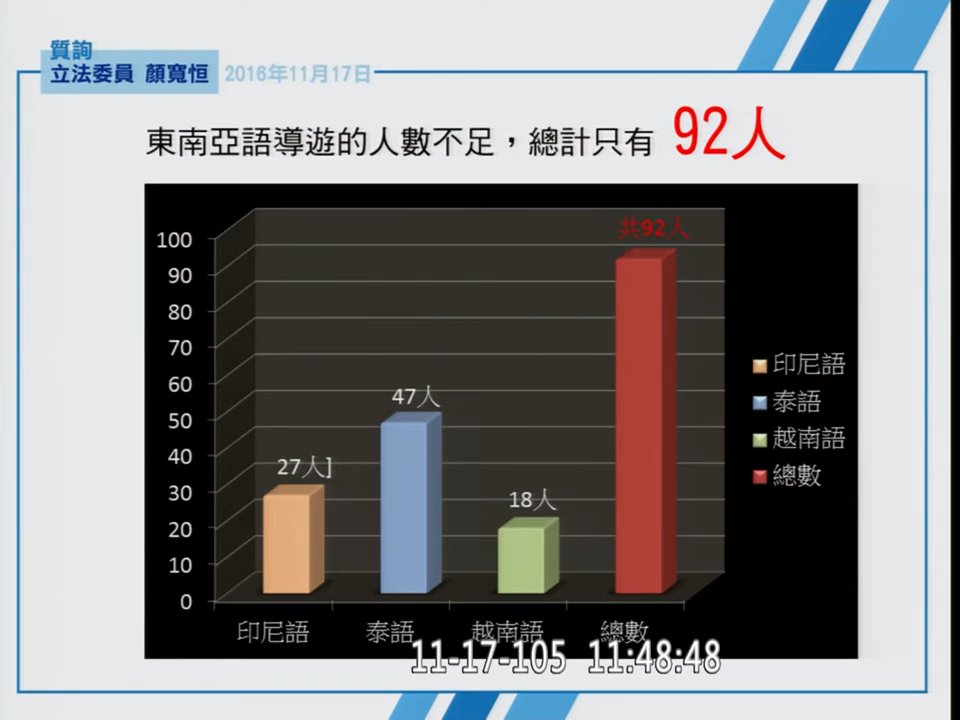 質詢
立法委員 顏寬恒 2016年11月17日
東南亞語導遊的人數不足，總計只有 92人
共92人
100
90
80
70
60
50
40
30
20
10
0
27人]
47人
18人
印尼語
泰語
越南語
總數
印尼語 泰語 越南語 總數
11-17-105 11:48:48